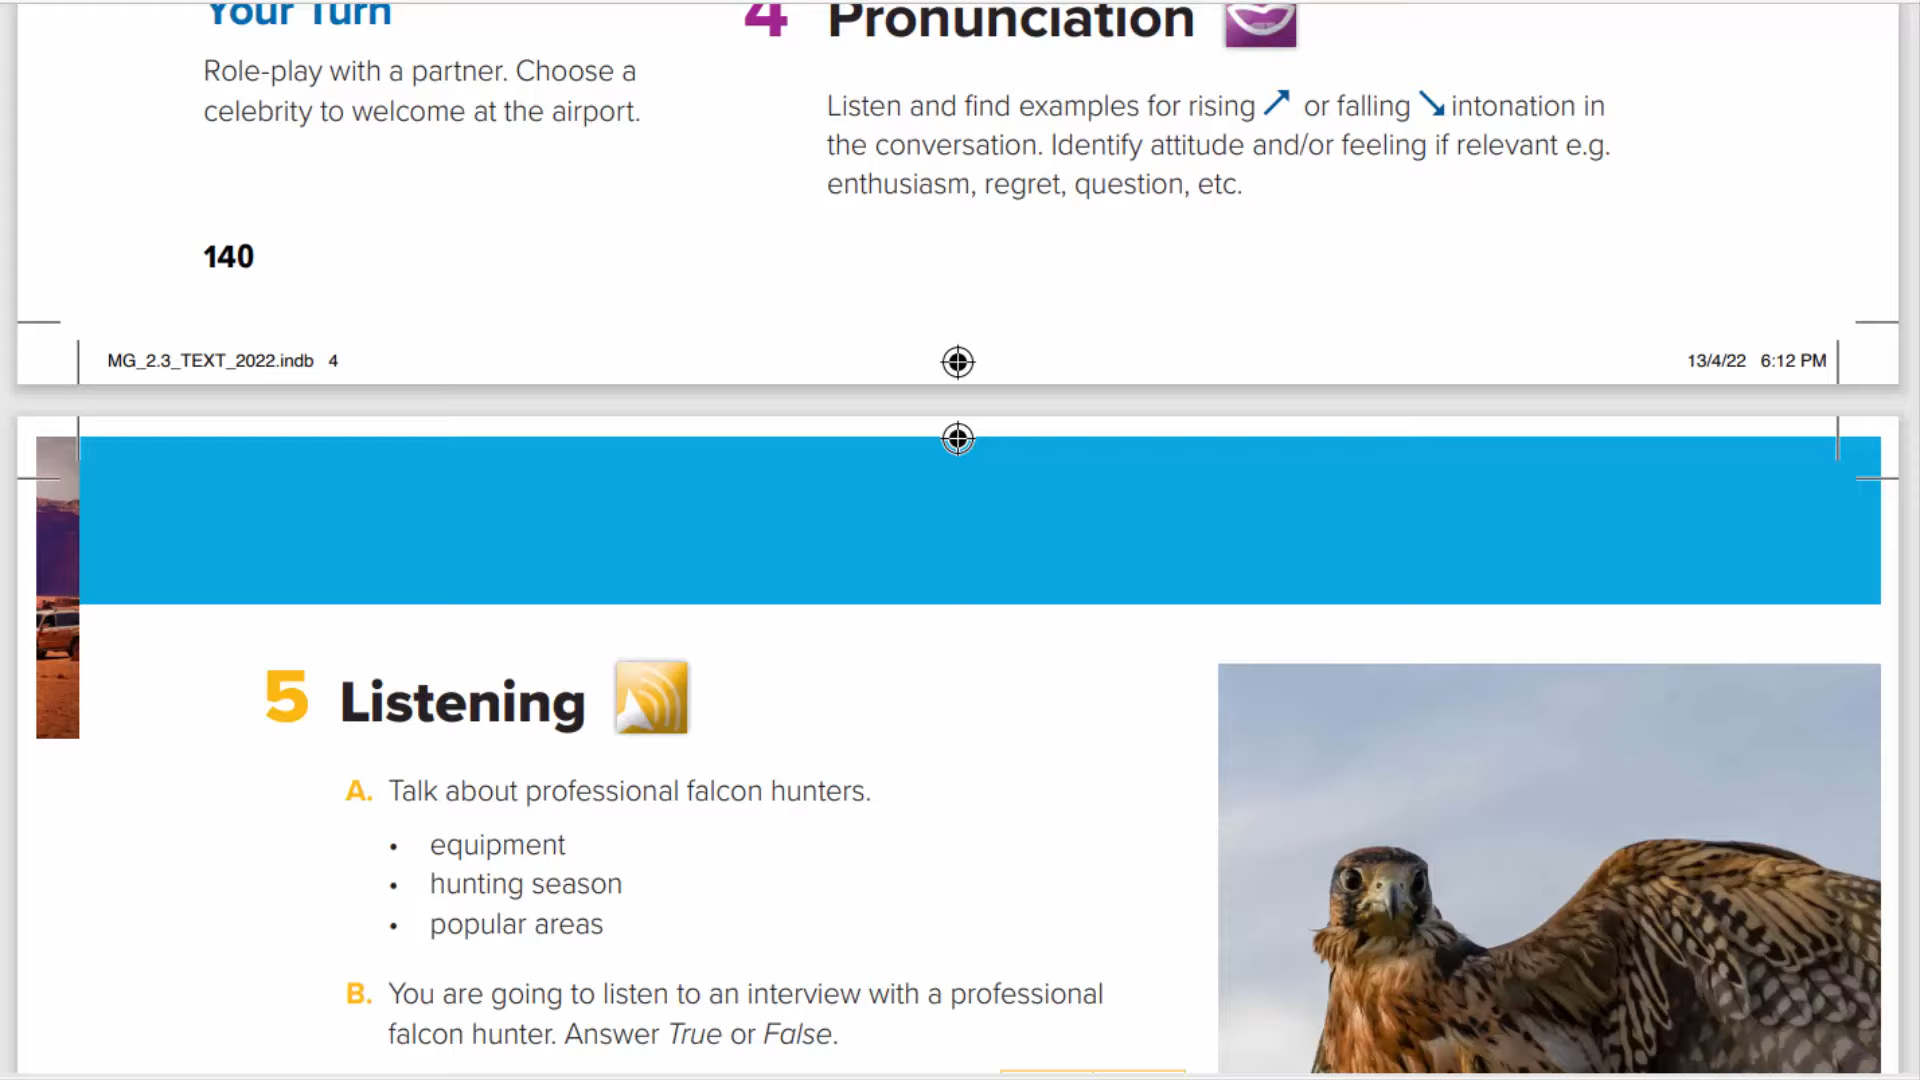 Your Turn
Role-play with a partner. Choose a
celebrity to welcome at the airport.
140
4 Pronunciation
Listen and find examples for rising or falling intonation in
the conversation. Identify attitude and/or feeling if relevant e.g.
enthusiasm, regret, question, etc.
MG_2.3_TEXT_2022.indb 4
13/4/22 6:12 PM
5 Listening
A. Talk about professional falcon hunters.
• equipment
• hunting season
• popular areas
B. You are going to listen to an interview with a professional
falcon hunter. Answer True or False.